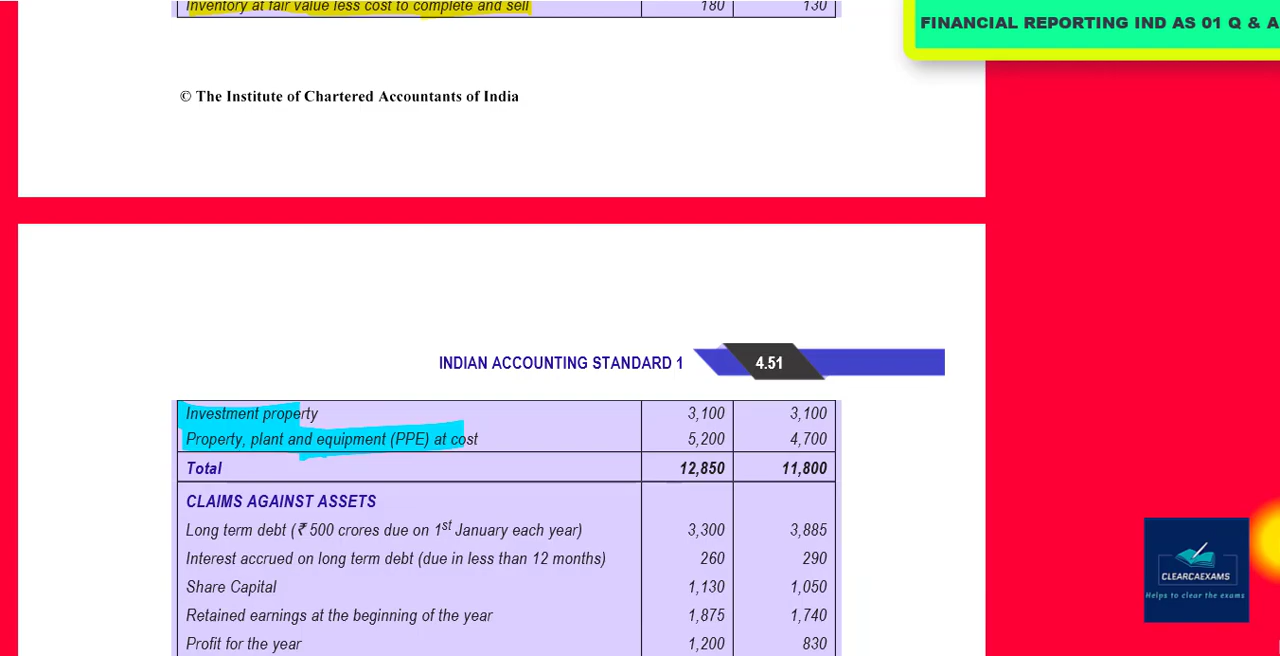 Inventory at fair value less cost to complete and sell 180 130
FINANCIAL REPORTING IND AS 01 Q & A
© The Institute of Chartered Accountants of India
INDIAN ACCOUNTING STANDARD 1 4.51
Investment property 3,100 3,100
Property, plant and equipment (PPE) at cost 5,200 4,700
Total 12,850 11,800
CLAIMS AGAINST ASSETS
Long term debt (₹ 500 crores due on 1st January each year) 3,300 3,885
Interest accrued on long term debt (due in less than 12 months) 260 290
Share Capital 1,130 1,050
Retained earnings at the beginning of the year 1,875 1,740
Profit for the year 1,200 830
CLEARCAEXAMS
Helps to clear the exams